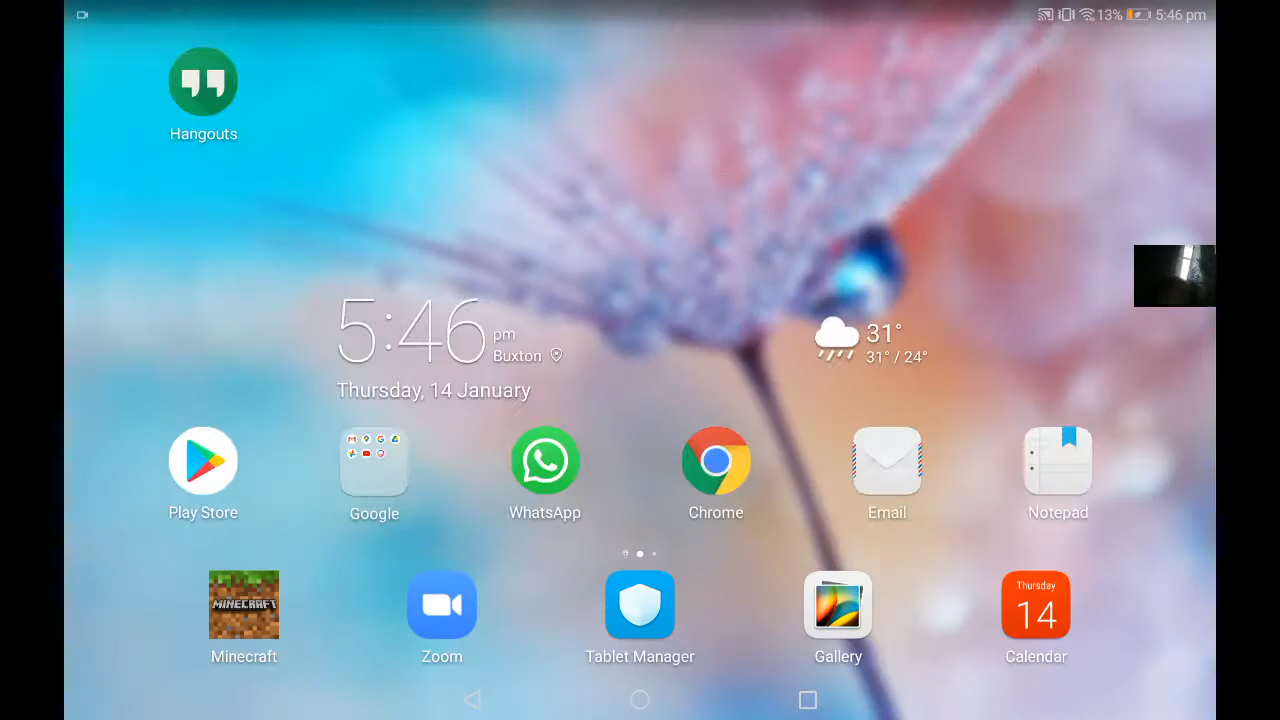 13% 5:46 pm
Hangouts
5:46 pm
Buxton
Thursday, 14 January
31°
31° / 24°
Play Store
Google
WhatsApp
Chrome
Email
Notepad
MINECRAFT
Thursday
14
Minecraft
Zoom
Tablet Manager
Gallery
Calendar